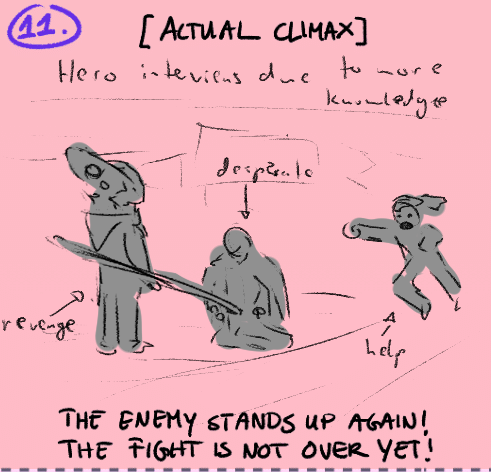 11.
[ACTUAL CLIMAX]
Hero interviens due to more
knowledge
desperate
revenge
help
THE ENEMY STANDS UP AGAIN!
THE FIGHT IS NOT OVER YET!